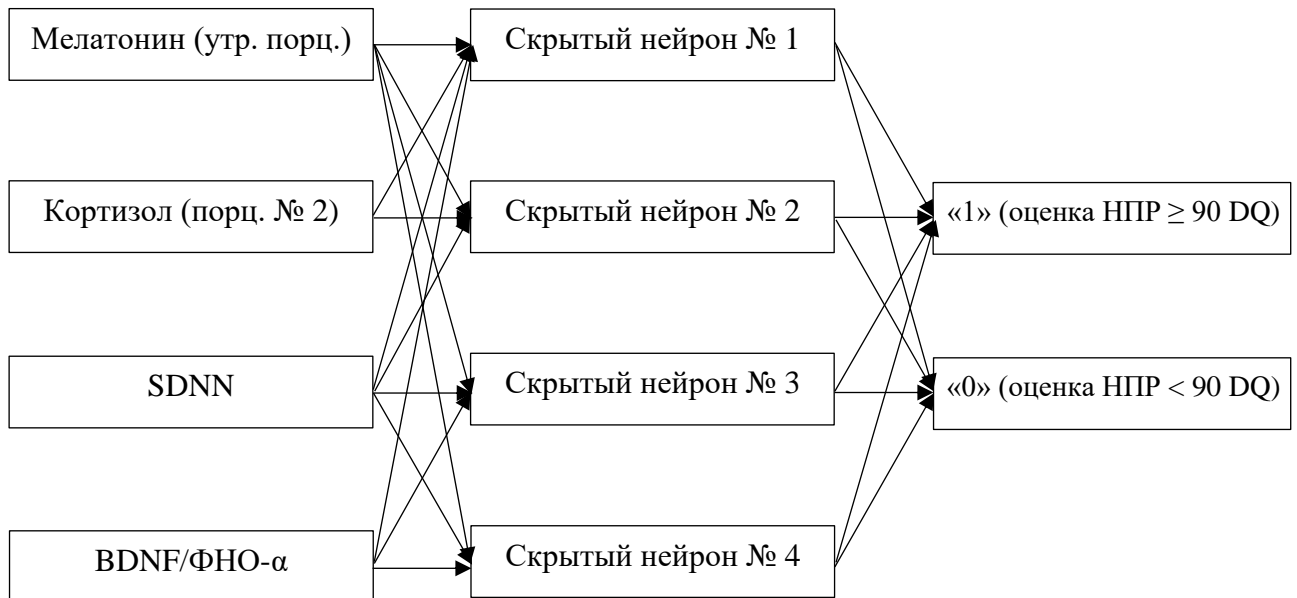 Мелатонин (утр. порц.)
Скрытый нейрон № 1
Кортизол (порц. № 2)
Скрытый нейрон № 2
«1» (оценка НПР ≥ 90 DQ)
SDNN
Скрытый нейрон № 3
«0» (оценка НПР < 90 DQ)
BDNF/ФНО-α
Скрытый нейрон № 4